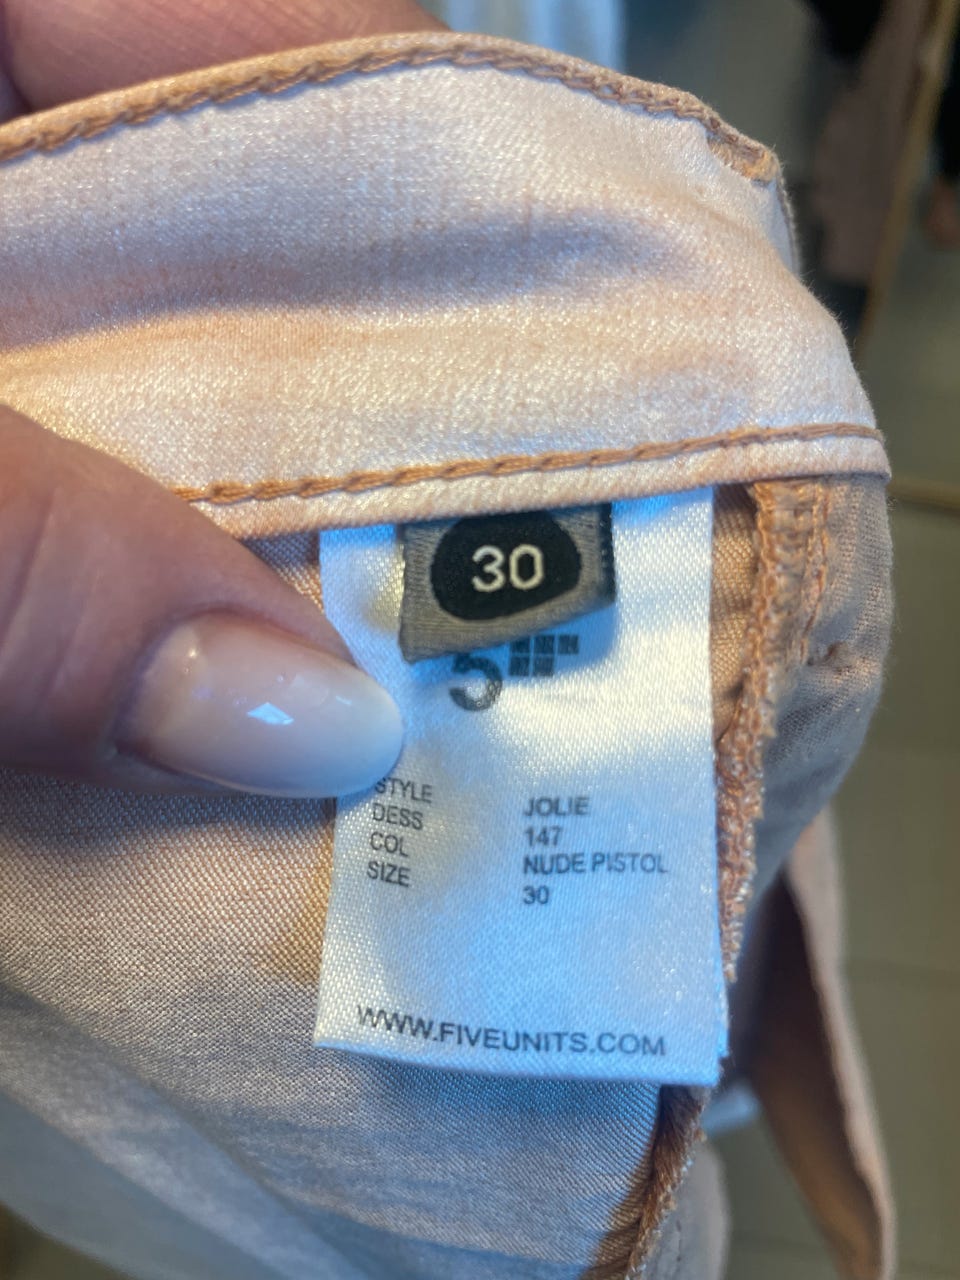 30
5
STYLE JOLIE
DESS 147
COL NUDE PISTOL
SIZE 30
WWW.FIVEUNITS.COM